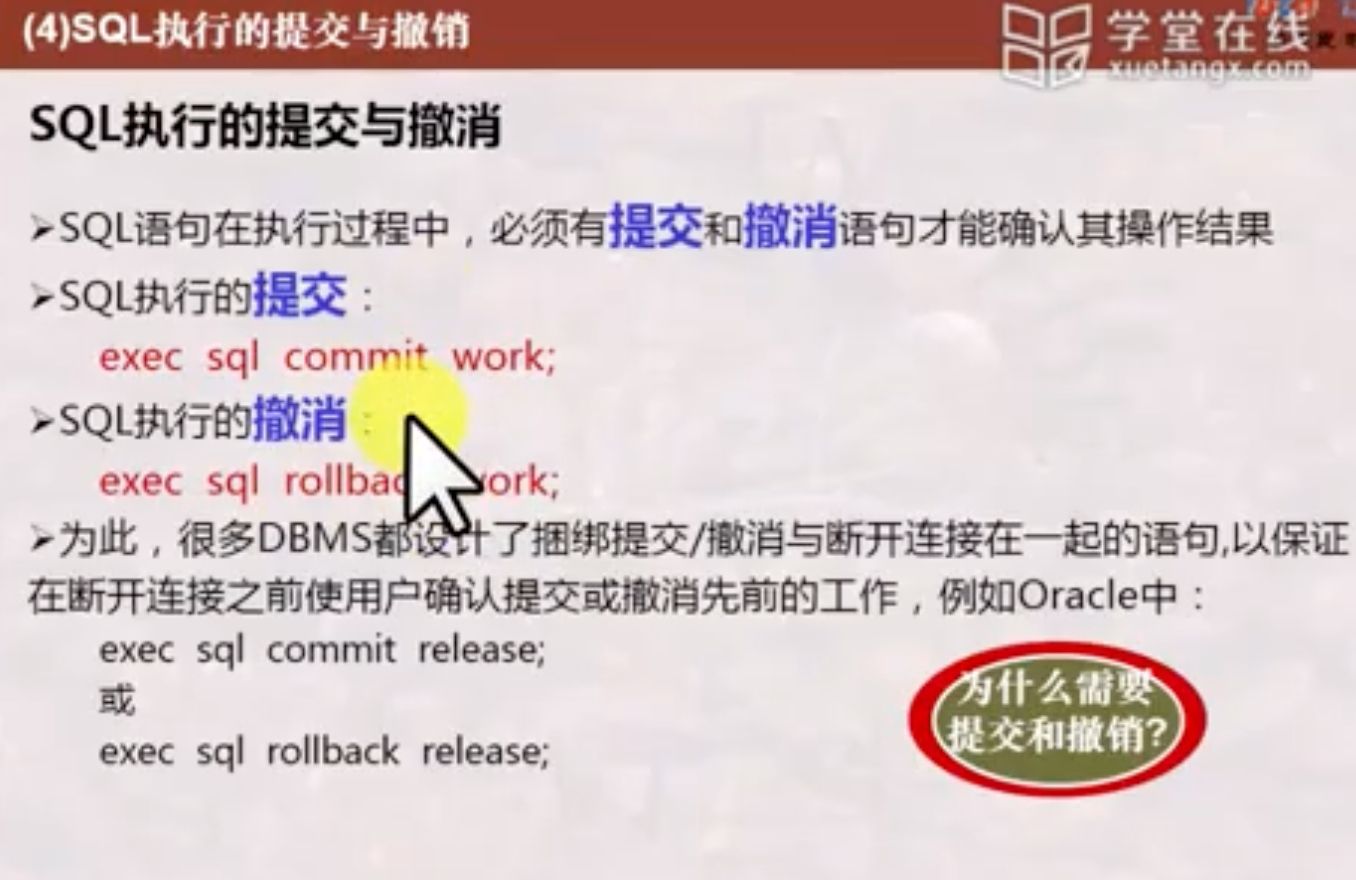 (4)SQL执行的提交与撤销
学堂在线
xuetangx.com
SQL执行的提交与撤消
➢SQL语句在执行过程中，必须有提交和撤消语句才能确认其操作结果
➢SQL执行的提交：
exec sql commit work;
➢SQL执行的撤消：
exec sql rollback work;
➢为此，很多DBMS都设计了捆绑提交/撤消与断开连接在一起的语句,以保证
在断开连接之前使用户确认提交或撤消先前的工作，例如Oracle中：
exec sql commit release;
或
exec sql rollback release;
为什么需要
提交和撤销?